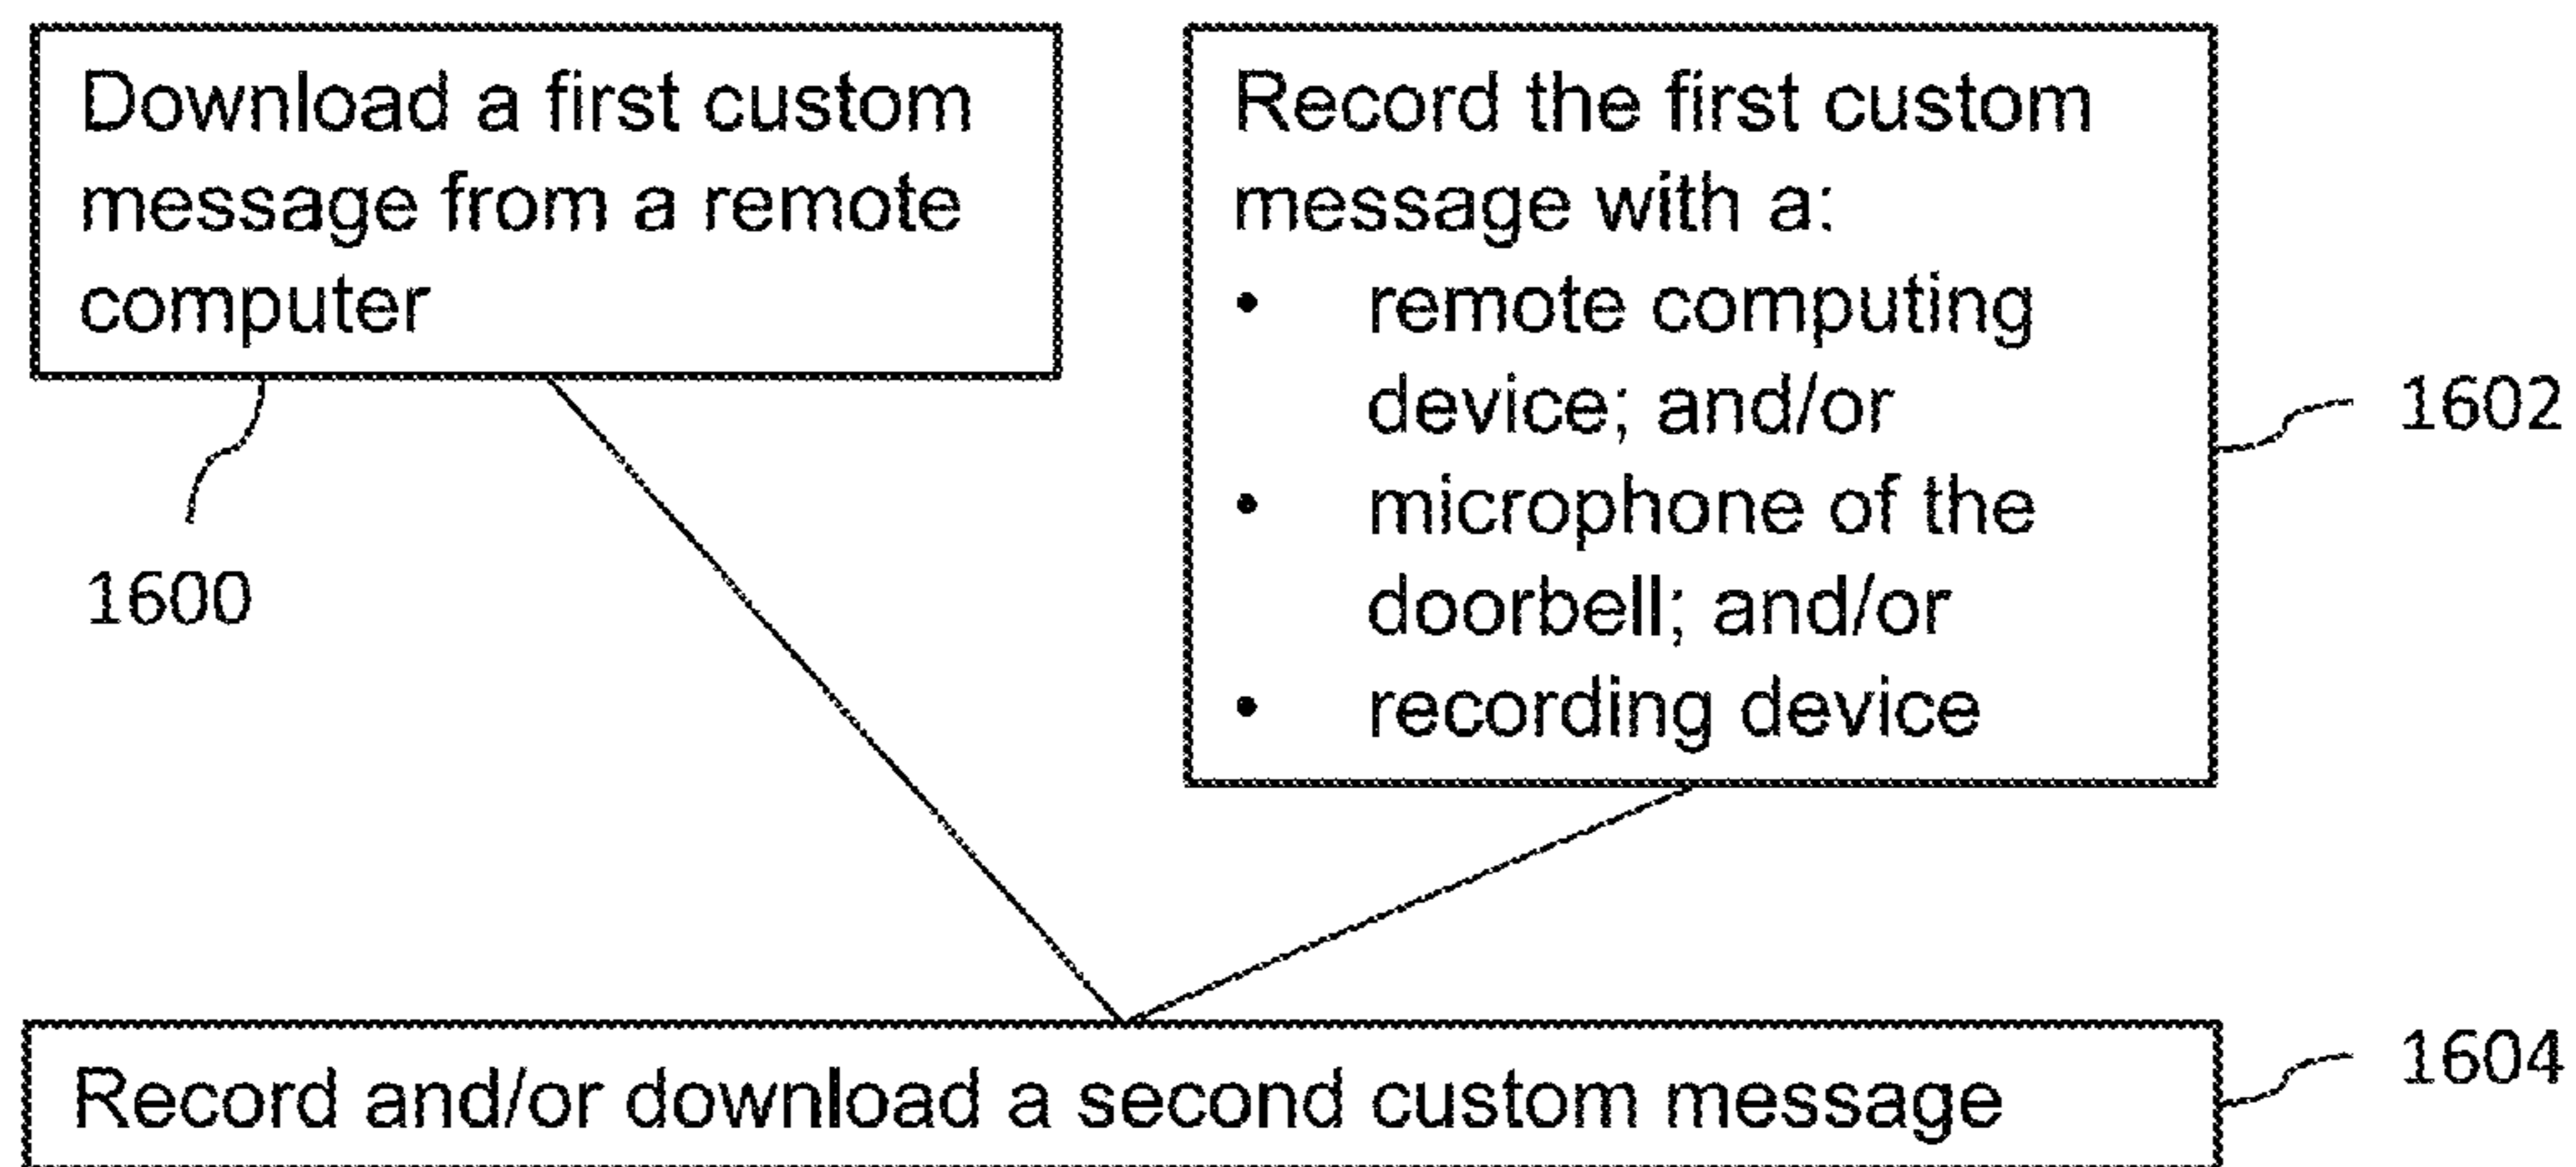 Download a first custom
message from a remote
computer
1600
Record the first custom
message with a:
• remote computing
device; and/or
• microphone of the
doorbell; and/or
• recording device
1602
Record and/or download a second custom message
1604